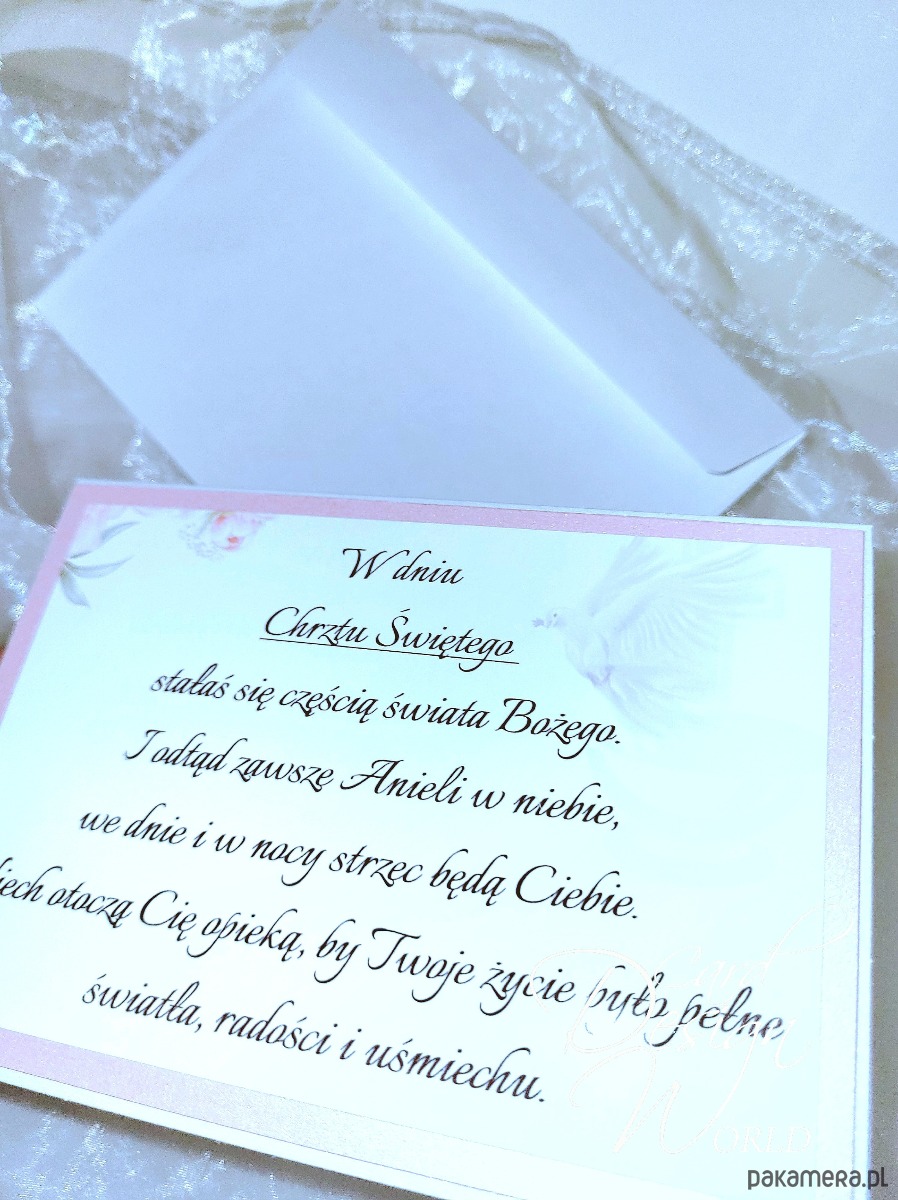 W dniu
Chrztu Świętego
stałaś się częścią świata Bożego.
I odtąd zawsze Anieli w niebie,
we dnie i w nocy strzec będą Ciebie.
otoczą Cię opieką, by Twoje życie było pełne
światła, radości i uśmiechu.
World
pakamera.pl